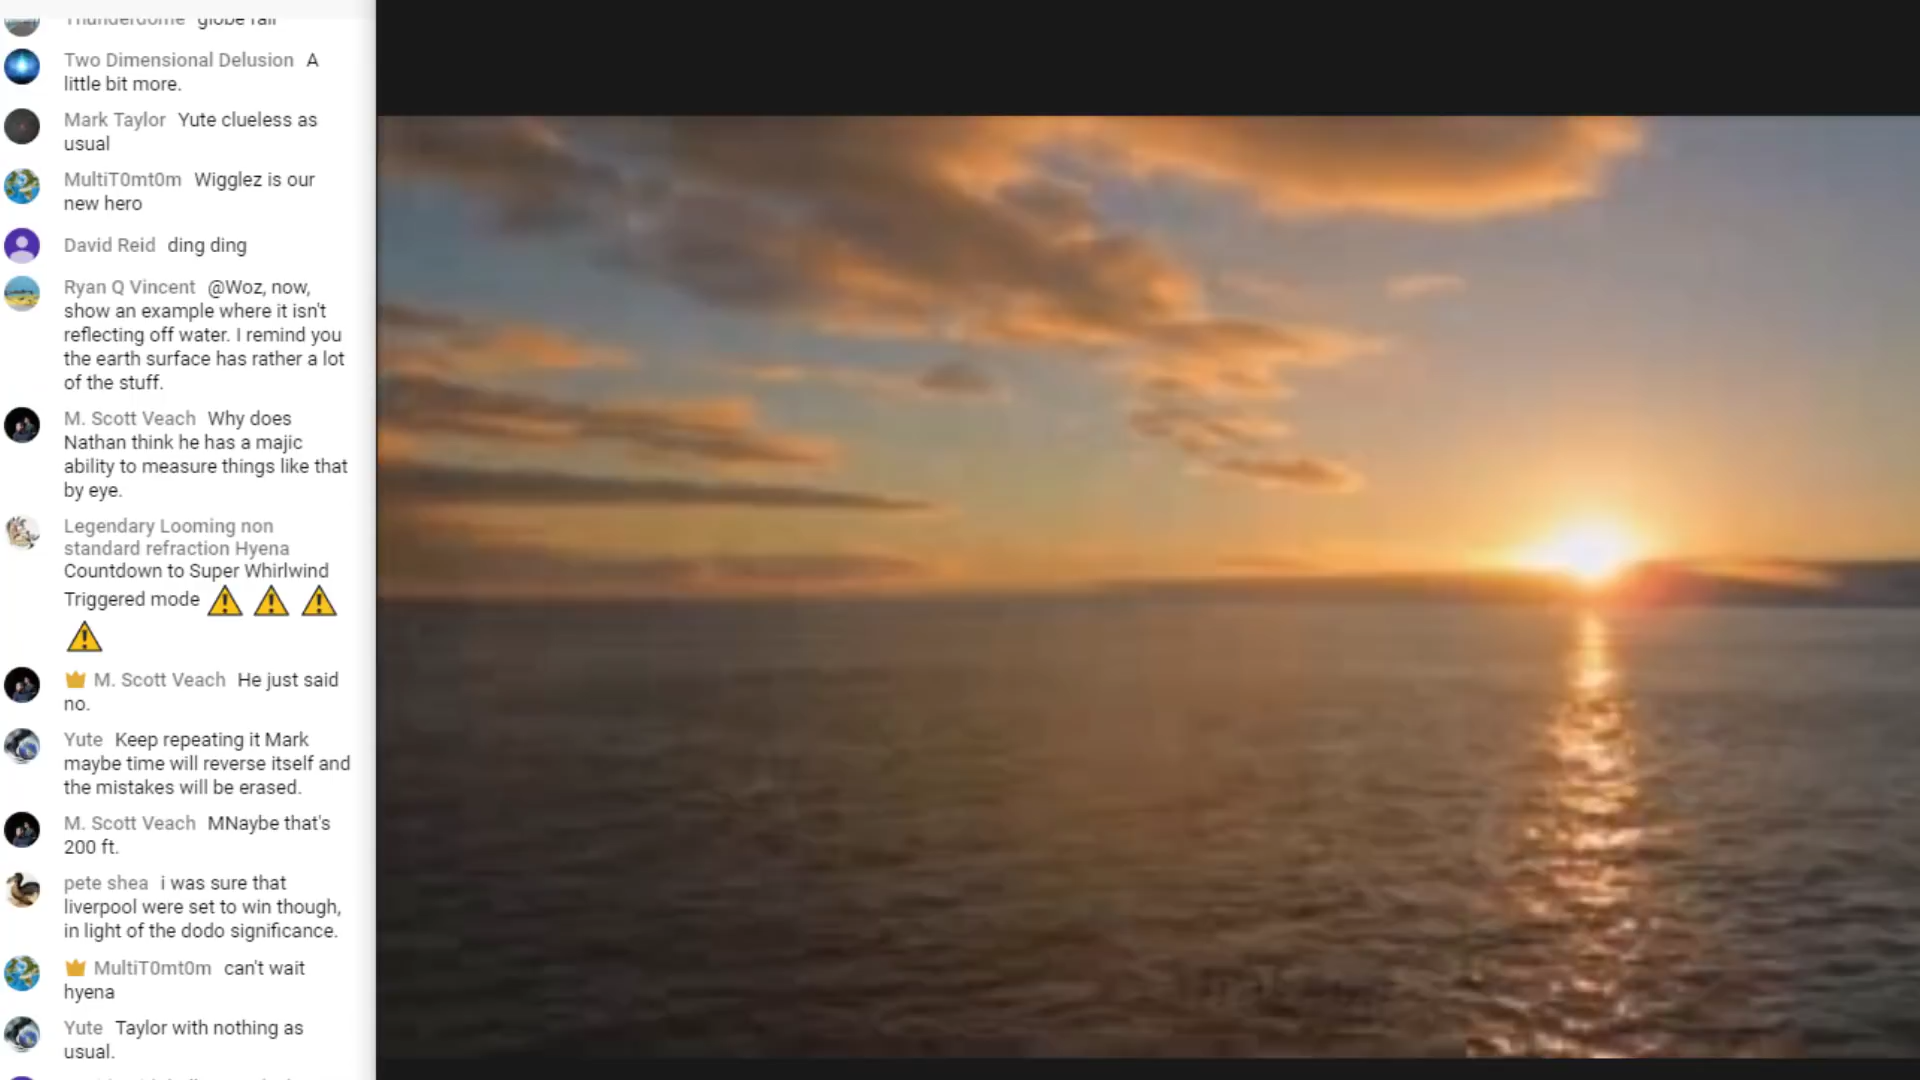 Thunderdome globe fail
Two Dimensional Delusion A
little bit more.
Mark Taylor Yute clueless as
usual
MultiT0mt0m Wigglez is our
new hero
David Reid ding ding
Ryan Q Vincent @Woz, now,
show an example where it isn't
reflecting off water. I remind you
the earth surface has rather a lot
of the stuff.
M. Scott Veach Why does
Nathan think he has a majic
ability to measure things like that
by eye.
Legendary Looming non
standard refraction Hyena
Countdown to Super Whirlwind
Triggered mode
M. Scott Veach He just said
no.
Yute Keep repeating it Mark
maybe time will reverse itself and
the mistakes will be erased.
M. Scott Veach MNaybe that's
200 ft.
pete shea i was sure that
liverpool were set to win though,
in light of the dodo significance.
MultiT0mt0m can't wait
hyena
Yute Taylor with nothing as
usual.